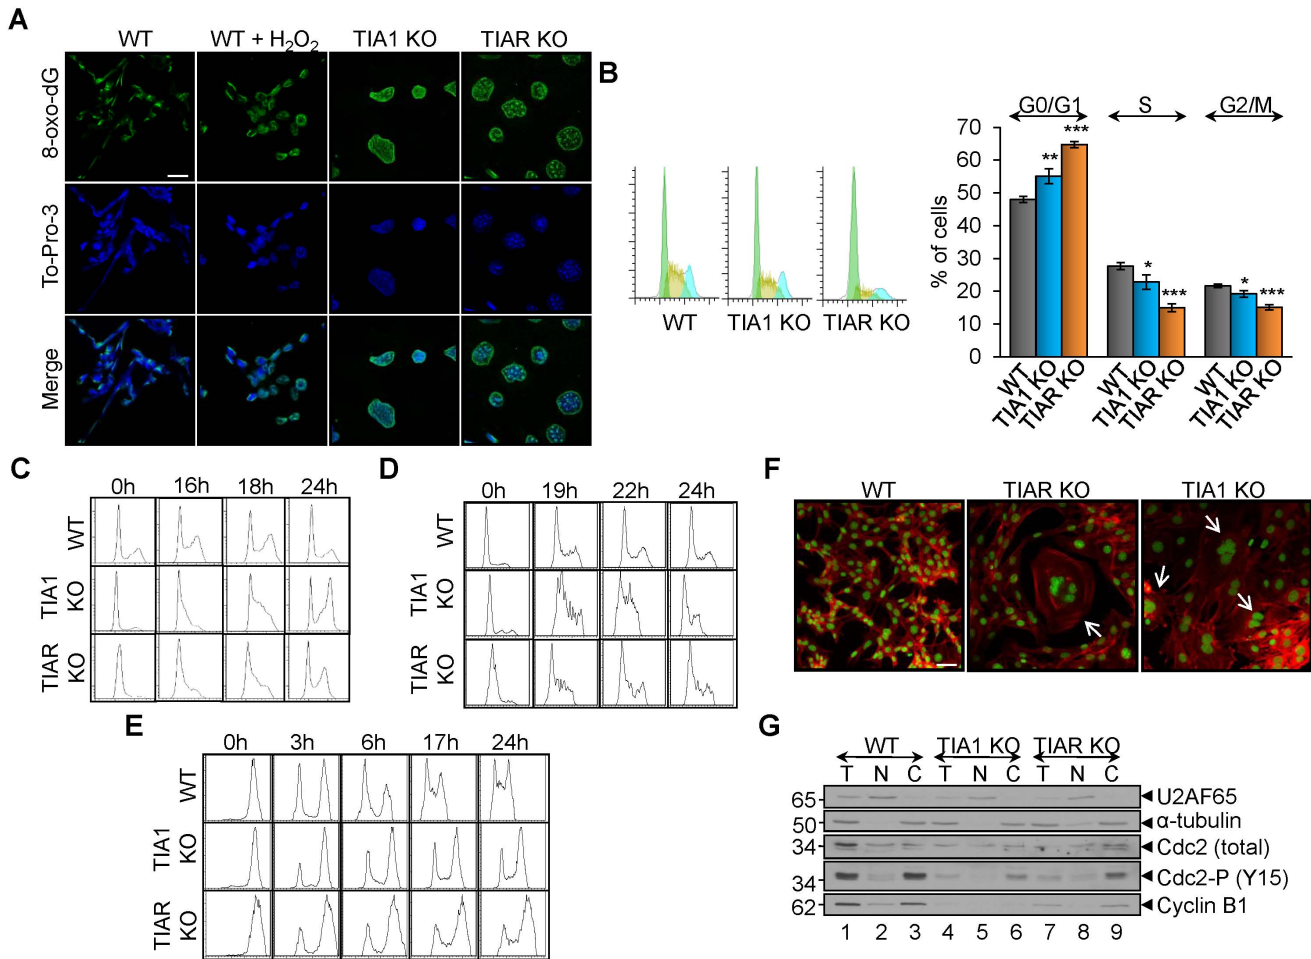 A
WT
WT + H2O2
TIA1 KO
TIAR KO
8-oxo-dG
To-Pro-3
Merge
B
WT
TIA1 KO
TIAR KO
% of cells
70
60
50
40
30
20
10
0
G0/G1
S
G2/M
**
***
*
***
*
***
WT
TIA1 KO
TIAR KO
WT
TIA1 KO
TIAR KO
WT
TIA1 KO
TIAR KO
C
0h
16h
18h
24h
WT
TIA1
KO
TIAR
KO
D
0h
19h
22h
24h
WT
TIA1
KO
TIAR
KO
E
0h
3h
6h
17h
24h
WT
TIA1
KO
TIAR
KO
F
WT
TIAR KO
TIA1 KO
G
WT
TIA1 KO
TIAR KO
T N C T N C T N C
65 U2AF65
50 α-tubulin
34 Cdc2 (total)
34 Cdc2-P (Y15)
62 Cyclin B1
1 2 3 4 5 6 7 8 9